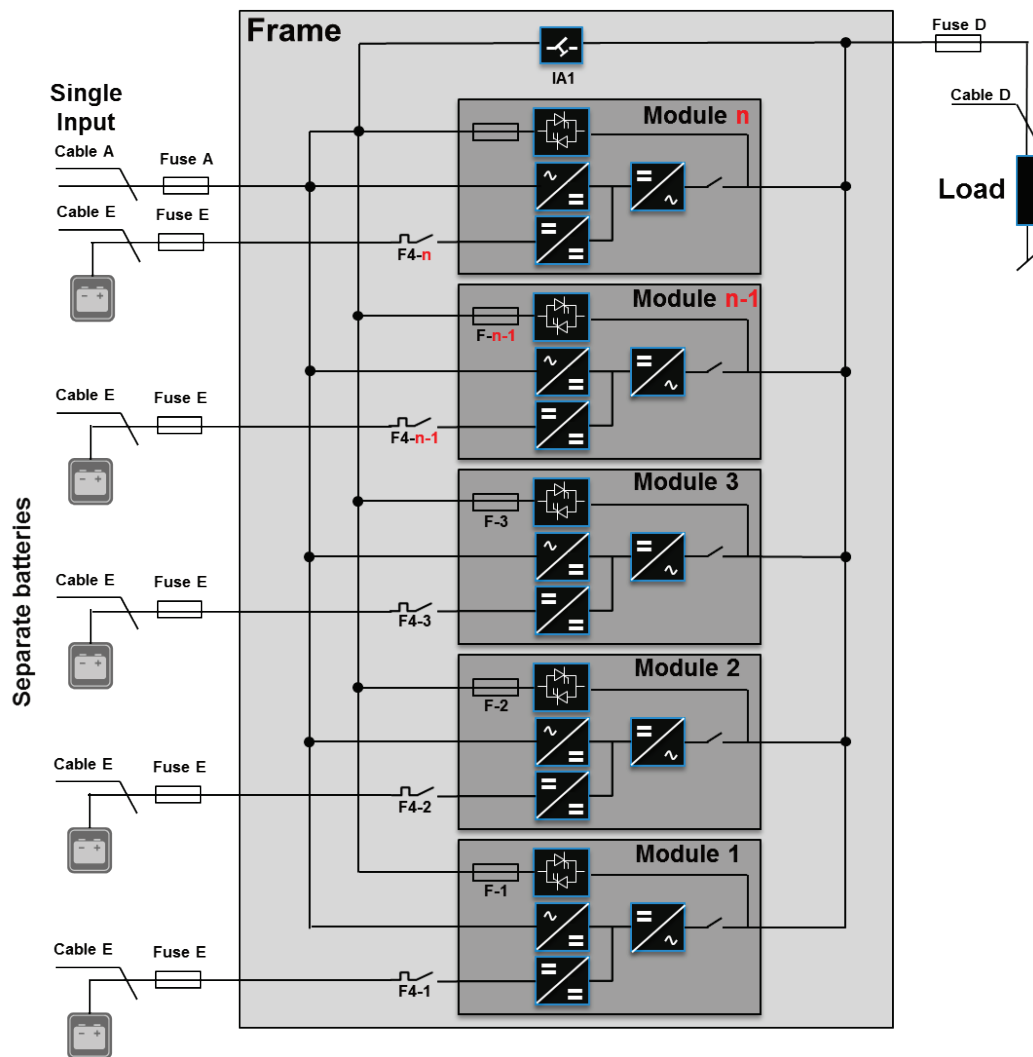 Frame
Fuse D
IA1
Cable D
Single
Input
Module n
Cable A
Fuse A
Load
Cable E
Fuse E
F4-n
Module n-1
F-n-1
Cable E
Fuse E
F4-n-1
Module 3
F-3
Separate batteries
Cable E
Fuse E
F4-3
Module 2
F-2
Cable E
Fuse E
F4-2
Module 1
F-1
Cable E
Fuse E
F4-1